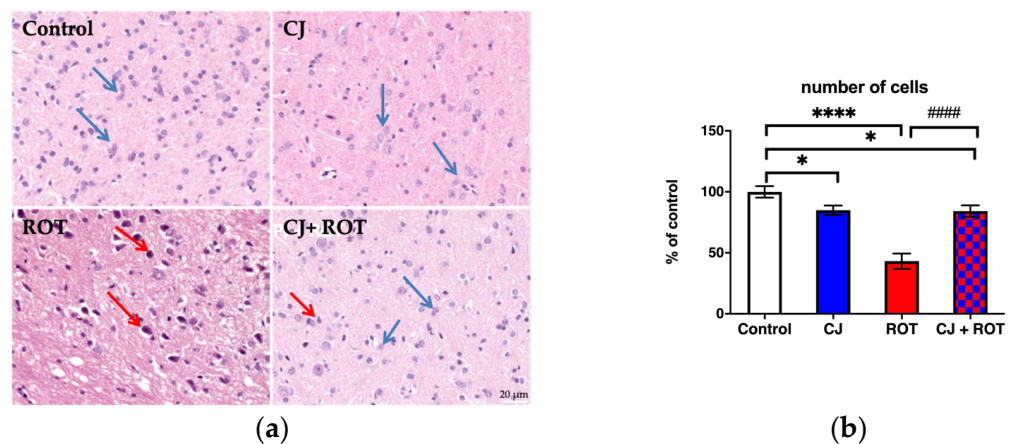 Control
CJ
ROT
CJ+ ROT
20 µm
(a)
number of cells
****
####
*
*
150
100
50
0
% of control
Control
CJ
ROT
CJ + ROT
(b)